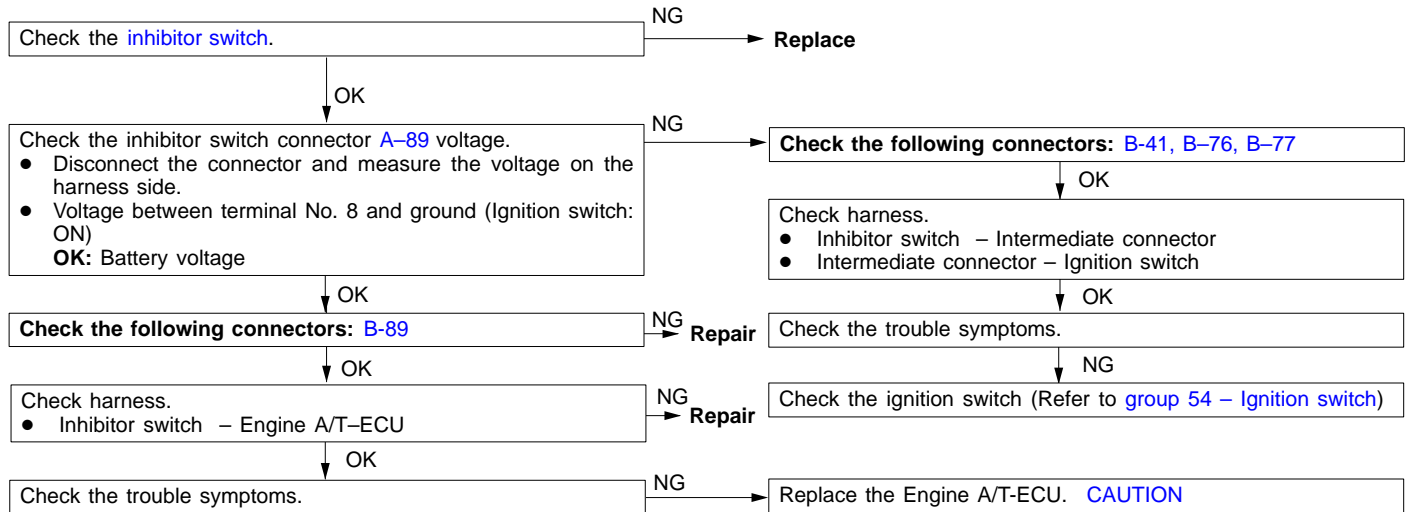 Check the inhibitor switch.
NG
Replace
OK
Check the inhibitor switch connector A–89 voltage.
● Disconnect the connector and measure the voltage on the
harness side.
● Voltage between terminal No. 8 and ground (Ignition switch:
ON)
OK: Battery voltage
NG
Check the following connectors: B-41, B–76, B–77
OK
Check harness.
● Inhibitor switch – Intermediate connector
● Intermediate connector – Ignition switch
OK
OK
Check the following connectors: B-89
NG
Repair
Check the trouble symptoms.
OK
NG
Check harness.
● Inhibitor switch – Engine A/T–ECU
NG
Repair
Check the ignition switch (Refer to group 54 – Ignition switch)
OK
Check the trouble symptoms.
NG
Replace the Engine A/T-ECU. CAUTION